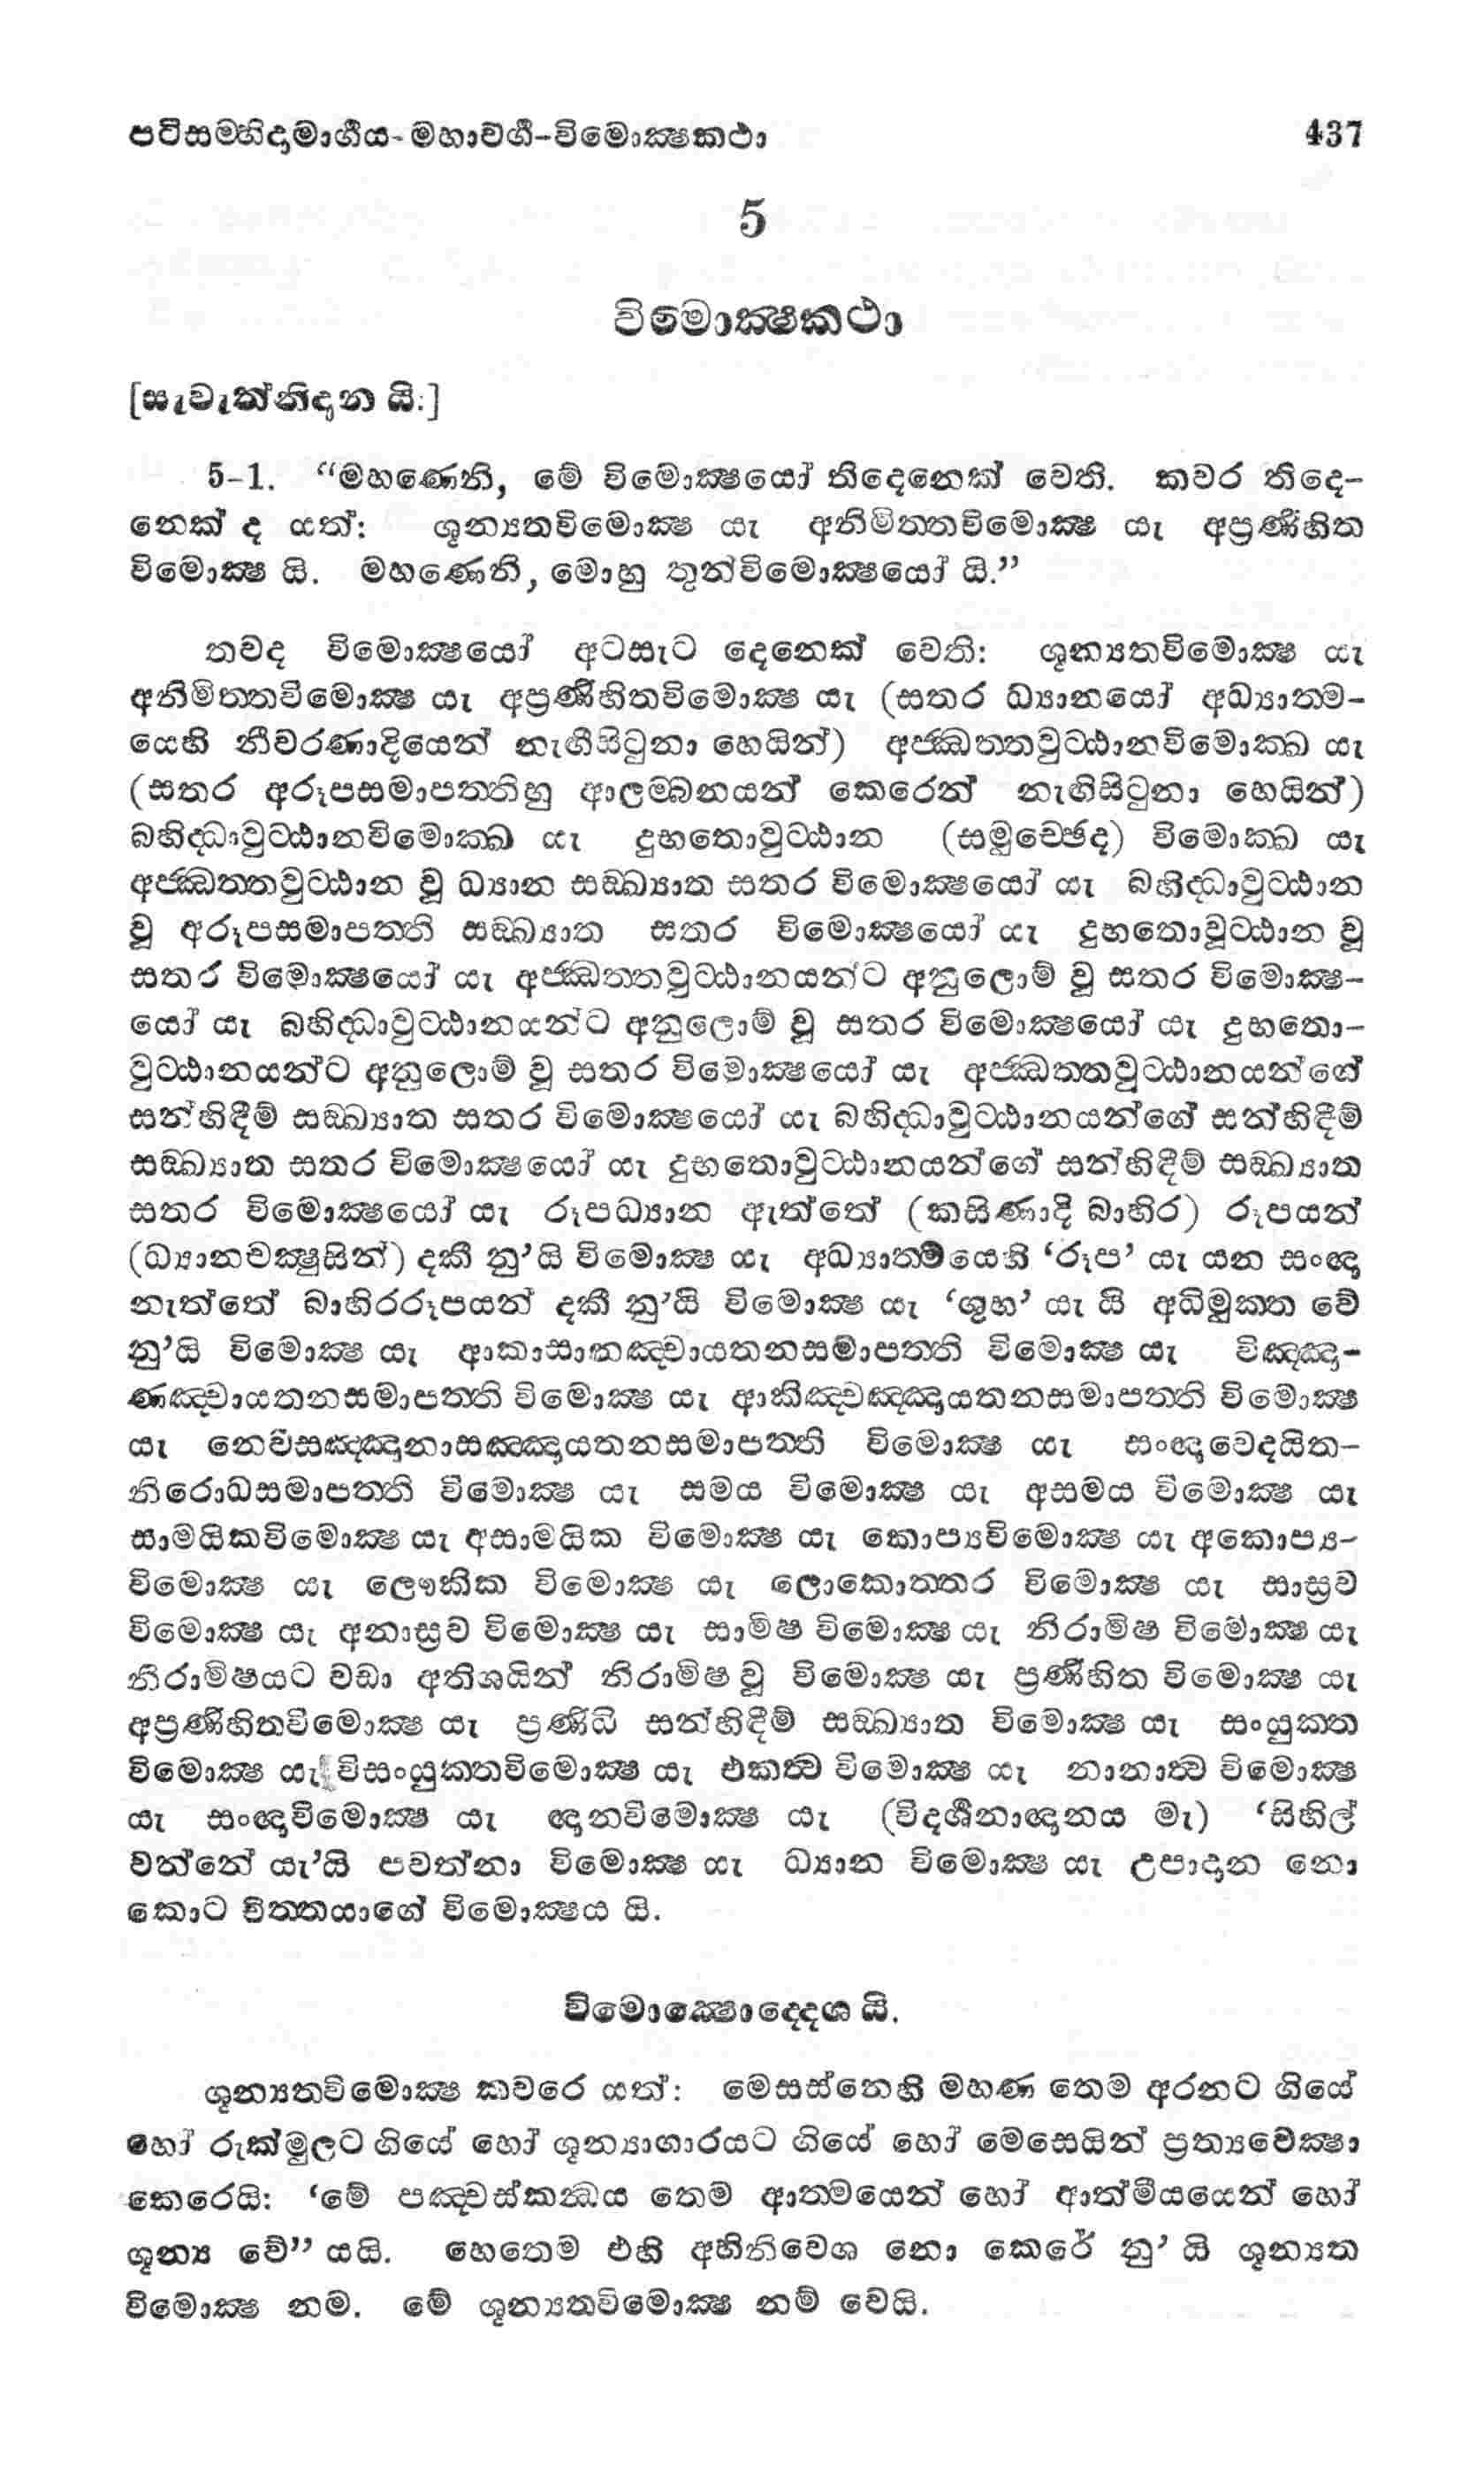 පටිසම්භිදාමාර්ගය-මහාවර්ග-විමොක්ෂකථා 437
5
විමොක්ෂකථා
[සැවැත්නිදාන යි:]
5-1. “මහණෙනි, මේ විමොක්ෂයෝ තිදෙනෙක් වෙති. කවර තිදෙ-
නෙක් ද යත්: ශූන්‍යතවිමොක්ෂ යැ අනිමිත්තවිමොක්ෂ යැ අප්‍රණිහිත
විමොක්ෂ යි. මහණෙනි, මොහු තුන්විමොක්ෂයෝ යි.”
තවද විමොක්ෂයෝ අටසැට දෙනෙක් වෙති: ශූන්‍යතවිමොක්ෂ යැ
අනිමිත්තවිමොක්ෂ යැ අප්‍රණිහිතවිමොක්ෂ යැ (සතර ධ්‍යානයෝ අධ්‍යාත්ම-
යෙහි නීවරණාදියෙන් නැඟීසිටුනා හෙයින්) අජ්ඣත්තවුට්ඨානවිමොක්ඛ යැ
(සතර අරූපසමාපත්තිහු ආලම්බනයන් කෙරෙන් නැඟිසිටුනා හෙයින්)
බහිද්ධාවුට්ඨානවිමොක්ඛ යැ දුභතොවුට්ඨාන (සමුච්ඡේද) විමොක්ඛ යැ
අජ්ඣත්තවුට්ඨාන වූ ධ්‍යාන සඞ්ඛ්‍යාත සතර විමොක්ෂයෝ යැ බහිද්ධාවුට්ඨාන
වූ අරූපසමාපත්ති සඞ්ඛ්‍යාත සතර විමොක්ෂයෝ යැ දුභතොවුට්ඨාන වූ
සතර විමොක්ෂයෝ යැ අජ්ඣත්තවුට්ඨානයන්ට අනුලොම් වූ සතර විමොක්ෂ-
යෝ යැ බහිද්ධාවුට්ඨානයන්ට අනුලොම් වූ සතර විමොක්ෂයෝ යැ දුභතො-
වුට්ඨානයන්ට අනුලොම් වූ සතර විමොක්ෂයෝ යැ අජ්ඣත්තවුට්ඨානයන්ගේ
සන්හිඳීම් සඞ්ඛ්‍යාත සතර විමොක්ෂයෝ යැ බහිද්ධාවුට්ඨානයන්ගේ සන්හිඳීම්
සඞ්ඛ්‍යාත සතර විමොක්ෂයෝ යැ දුභතොවුට්ඨානයන්ගේ සන්හිඳීම් සඞ්ඛ්‍යාත
සතර විමොක්ෂයෝ යැ රූපධ්‍යාන ඇත්තේ (කසිණාදි බාහිර) රූපයන්
(ධ්‍යානචක්ෂුසින්) දකී නු’යි විමොක්ෂ යැ අධ්‍යාත්මයෙහි ‘රූප’ යැ යන සංඥා
නැත්තේ බාහිරරූපයන් දකී නු’යි විමොක්ෂ යැ ‘ශුභ’ යැ යි අධිමුක්ත වේ
නු’යි විමොක්ෂ යැ ආකාසානඤ්චායතනසමාපත්ති විමොක්ෂ යැ විඤ්ඤා-
ණඤ්චායතනසමාපත්ති විමොක්ෂ යැ ආකිඤ්චඤ්ඤායතනසමාපත්ති විමොක්ෂ
යැ නෙවසඤ්ඤානාසඤ්ඤායතනසමාපත්ති විමොක්ෂ යැ සංඥාවෙදයිත-
නිරොධසමාපත්ති විමොක්ෂ යැ සමය විමොක්ෂ යැ අසමය විමොක්ෂ යැ
සාමයිකවිමොක්ෂ යැ අසාමයික විමොක්ෂ යැ කොප්‍යවිමොක්ෂ යැ අකොප්‍ය-
විමොක්ෂ යැ ලෞකික විමොක්ෂ යැ ලොකොත්තර විමොක්ෂ යැ සාස්‍රව
විමොක්ෂ යැ අනාස්‍රව විමොක්ෂ යැ සාමිෂ විමොක්ෂ යැ නිරාමිෂ විමොක්ෂ යැ
නිරාමිෂයට වඩා අතිශයින් නිරාමිෂ වූ විමොක්ෂ යැ ප්‍රණිහිත විමොක්ෂ යැ
අප්‍රණිහිතවිමොක්ෂ යැ ප්‍රණිධි සන්හිඳීම් සඞ්ඛ්‍යාත විමොක්ෂ යැ සංයුක්ත
විමොක්ෂ යැ විසංයුක්තවිමොක්ෂ යැ එකත්ව විමොක්ෂ යැ නානාත්ව විමොක්ෂ
යැ සංඥාවිමොක්ෂ යැ ඥානවිමොක්ෂ යැ (විදර්ශනාඥානය මැ) ‘සිහිල්
වන්නේ යැ’යි පවත්නා විමොක්ෂ යැ ධ්‍යාන විමොක්ෂ යැ උපාදාන නො
කොට චිත්තයාගේ විමොක්ෂය යි.
විමොක්ෂොද්දෙශ යි.
ශූන්‍යතවිමොක්ෂ කවරෙ යත්: මෙසස්නෙහි මහණ තෙම අරනට ගියේ
හෝ රුක්මුලට ගියේ හෝ ශූන්‍යාගාරයට ගියේ හෝ මෙසෙයින් ප්‍රත්‍යවෙක්ෂා
කෙරෙයි: ‘මේ පඤ්චස්කන්ධය තෙම ආත්මයෙන් හෝ ආත්මීයයෙන් හෝ
ශූන්‍ය වේ” යයි. හෙතෙම එහි අභිනිවෙශ නො කෙරේ නු’ යි ශූන්‍යත
විමොක්ෂ නම. මේ ශූන්‍යතවිමොක්ෂ නම් වෙයි.